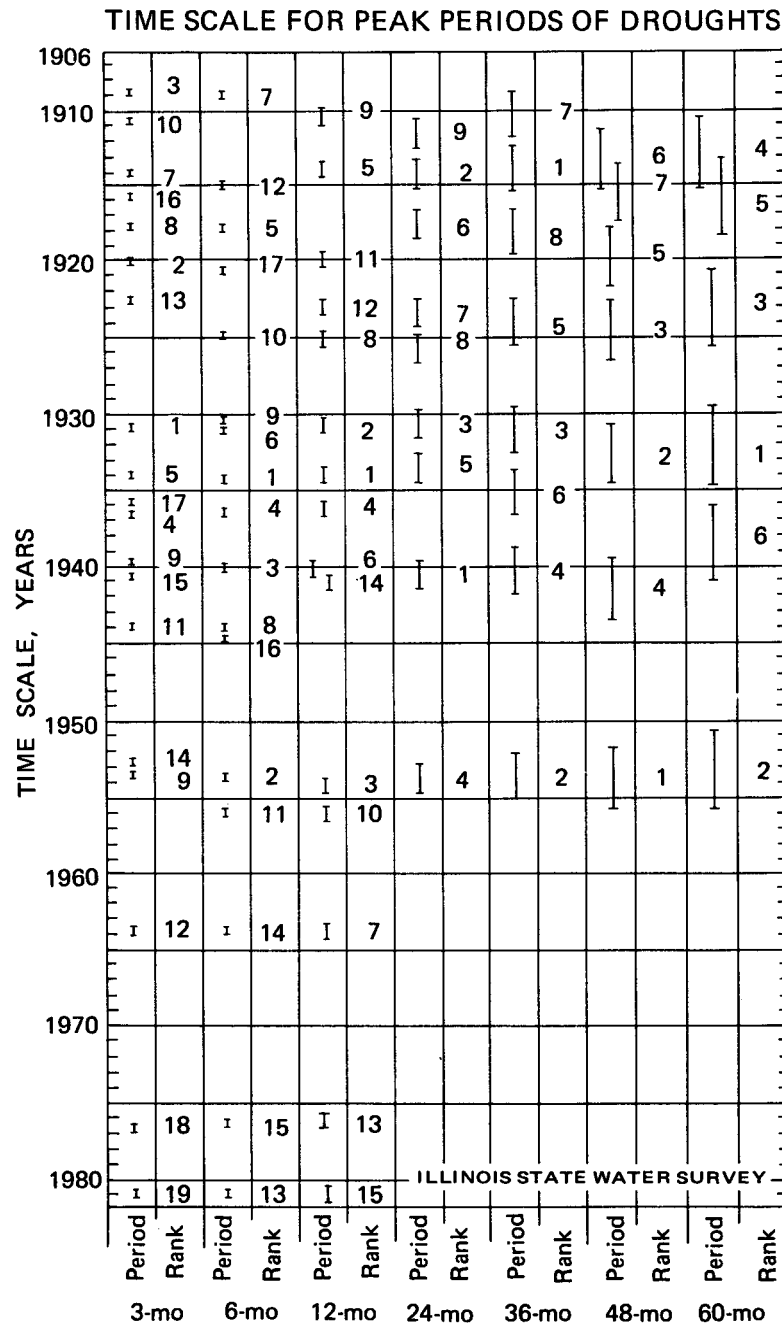 TIME SCALE FOR PEAK PERIODS OF DROUGHTS
1906
3 7
1910 9 7
10 9 4
5 2 1 6
7 12 7
16 5
8 5 6 8
1920 2 17 11 5
13 12 7 5 3 3
10 8 8
1930 9
1 6 2 3 3 2 1
5 1 1 5
17 4 4 6
4 6
9 6
1940 3 1 4
15 14 4
11 8
16
1950
14
9 2 3 4 2 1 2
11 10
1960
12 14 7
1970
18 15 13
1980 ILLINOIS STATE WATER SURVEY
19 13 15
TIME SCALE, YEARS
Period Rank Period Rank Period Rank Period Rank Period Rank Period Rank Period Rank
3-mo 6-mo 12-mo 24-mo 36-mo 48-mo 60-mo